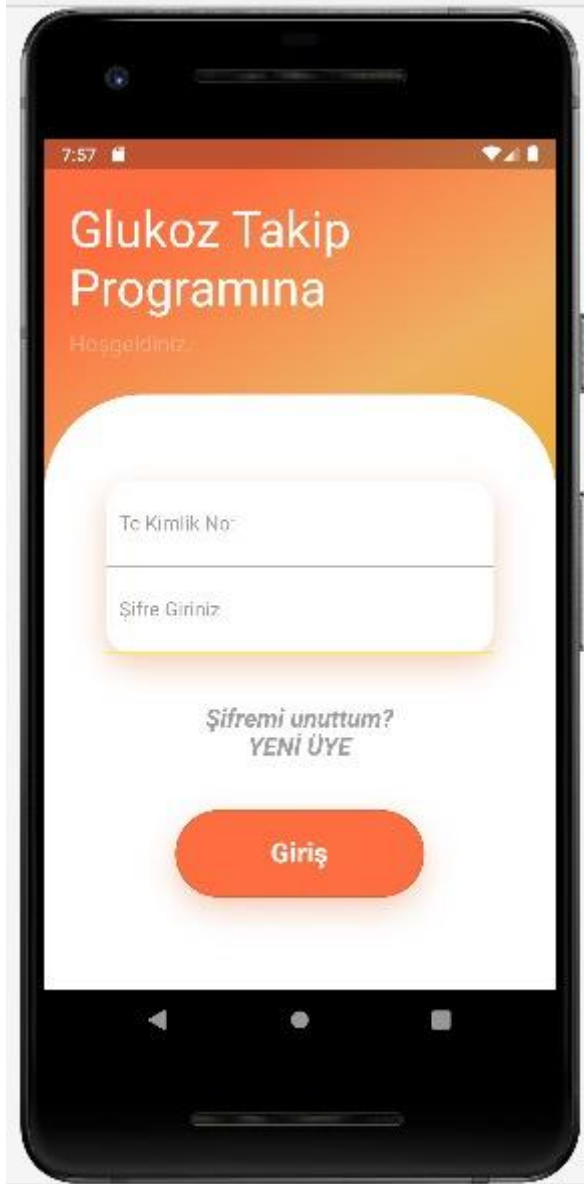 7:57
Glukoz Takip
Programına
Hoşgeldiniz.
Tc Kimlik No:
Şifre Giriniz
Şifremi unuttum?
YENİ ÜYE
Giriş